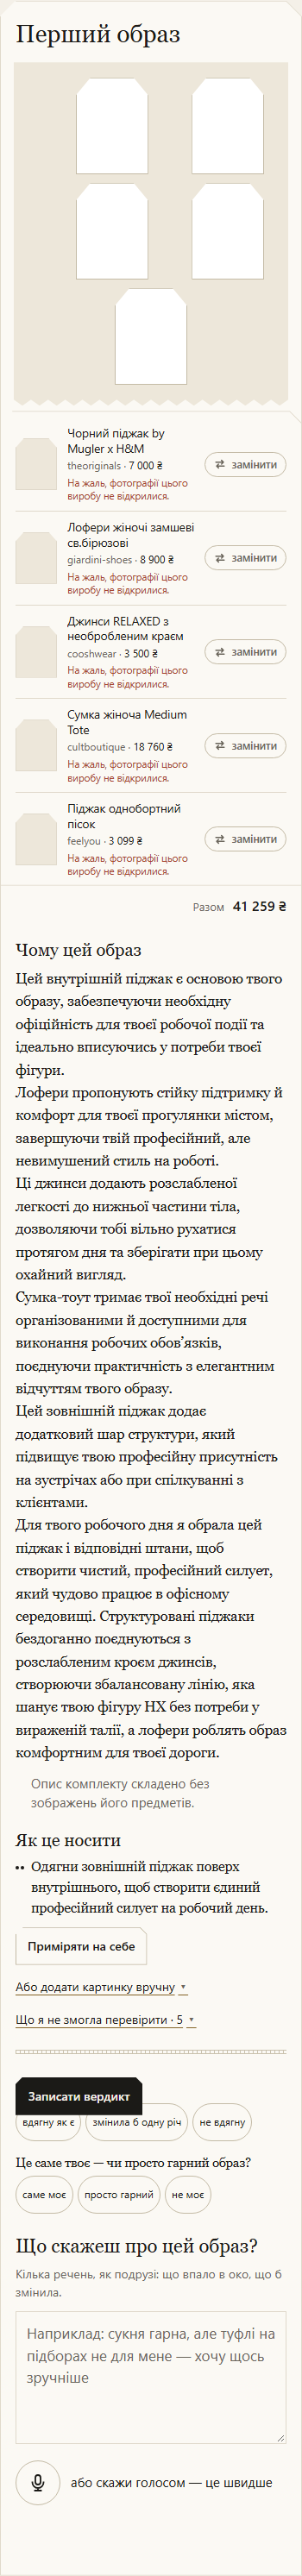 Перший образ
Чорний піджак by
Mugler x H&M
theoriginals · 7 000 ₴
На жаль, фотографії цього
виробу не відкрилися.
замінити
Лофери жіночі замшеві
св.бірюзові
giardini-shoes · 8 900 ₴
На жаль, фотографії цього
виробу не відкрилися.
замінити
Джинси RELAXED з
необробленим краєм
cooshwear · 3 500 ₴
На жаль, фотографії цього
виробу не відкрилися.
замінити
Сумка жіноча Medium
Tote
cultboutique · 18 760 ₴
На жаль, фотографії цього
виробу не відкрилися.
замінити
Піджак однобортний
пісок
feelyou · 3 099 ₴
На жаль, фотографії цього
виробу не відкрилися.
замінити
Разом 41 259 ₴
Чому цей образ
Цей внутрішній піджак є основою твого
образу, забезпечуючи необхідну
офіційність для твоєї робочої події та
ідеально вписуючись у потреби твоєї
фігури.
Лофери пропонують стійку підтримку й
комфорт для твоєї прогулянки містом,
завершуючи твій професійний, але
невимушений стиль на роботі.
Ці джинси додають розслабленої
легкості до нижньої частини тіла,
дозволяючи тобі вільно рухатися
протягом дня та зберігати при цьому
охайний вигляд.
Сумка-тоут тримає твої необхідні речі
організованими й доступними для
виконання робочих обов’язків,
поєднуючи практичність з елегантним
відчуттям твого образу.
Цей зовнішній піджак додає
додатковий шар структури, який
підвищує твою професійну присутність
на зустрічах або при спілкуванні з
клієнтами.
Для твого робочого дня я обрала цей
піджак і відповідні штани, щоб
створити чистий, професійний силует,
який чудово працює в офісному
середовищі. Структуровані піджаки
бездоганно поєднуються з
розслабленим кроєм джинсів,
створюючи збалансовану лінію, яка
шанує твою фігуру H́X без потреби у
вираженій талії, а лофери роблять образ
комфортним для твоєї дороги.
Опис комплекту складено без
зображень його предметів.
Як це носити
Одягни зовнішній піджак поверх
внутрішнього, щоб створити єдиний
професійний силует на робочий день.
Приміряти на себе
Або додати картинку вручну
Що я не змогла перевірити · 5
Записати вердикт
вдягну як є
змінила б одну річ
не вдягну
Це саме твоє — чи просто гарний образ?
саме моє
просто гарний
не моє
Що скажеш про цей образ?
Кілька речень, як подрузі: що впало в око, що б
змінила.
Наприклад: сукня гарна, але туфлі на
підборах не для мене — хочу щось
зручніше
або скажи голосом — це швидше